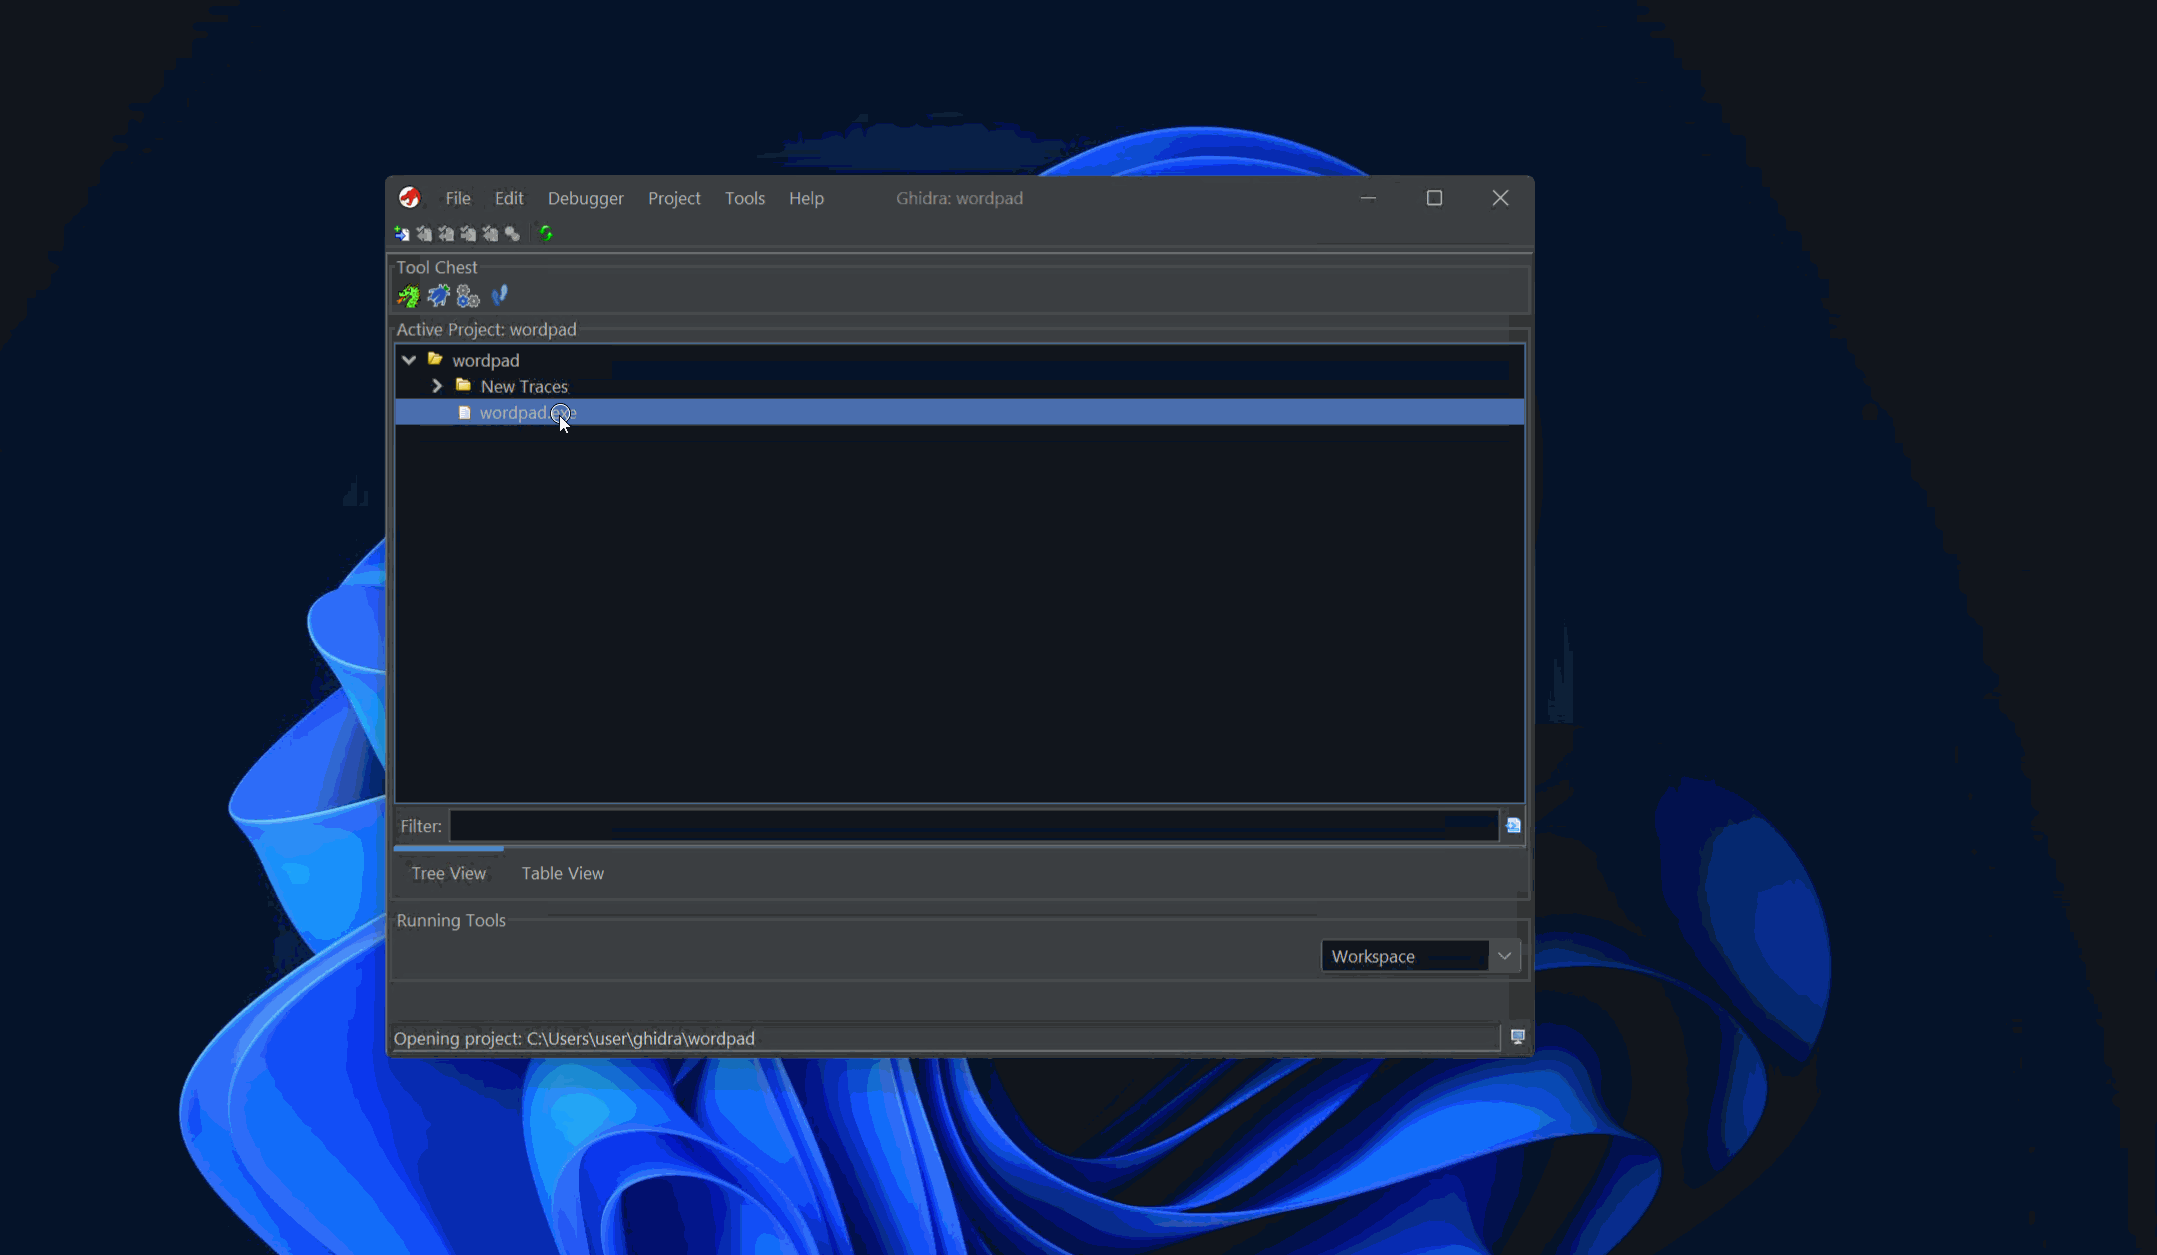 File Edit Debugger Project Tools Help Ghidra: wordpad
Tool Chest
Active Project: wordpad
wordpad
New Traces
wordpad.exe
Filter:
Tree View Table View
Running Tools
Workspace
Opening project: C:\Users\user\ghidra\wordpad